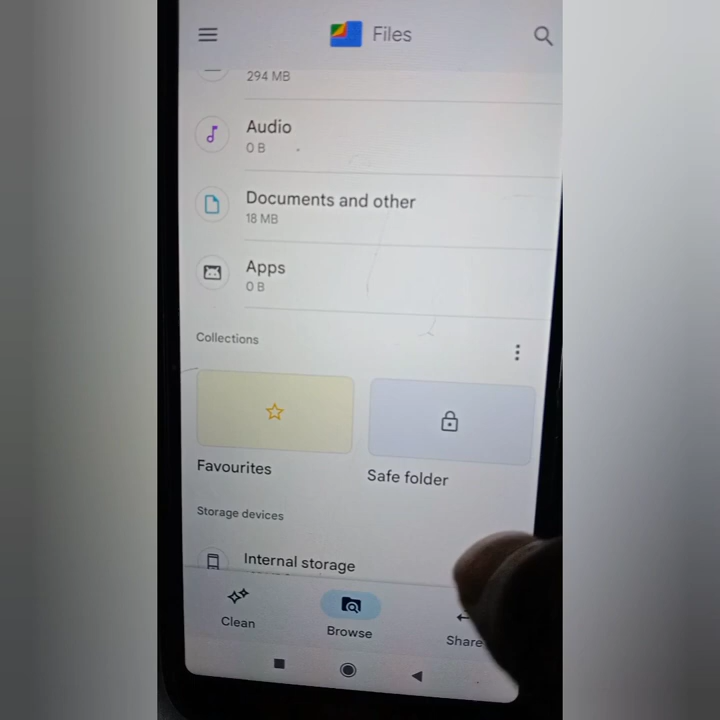 Files
294 MB
Audio
0 B
Documents and other
18 MB
Apps
0 B
Collections
Favourites
Safe folder
Storage devices
Internal storage
Clean
Browse
Share